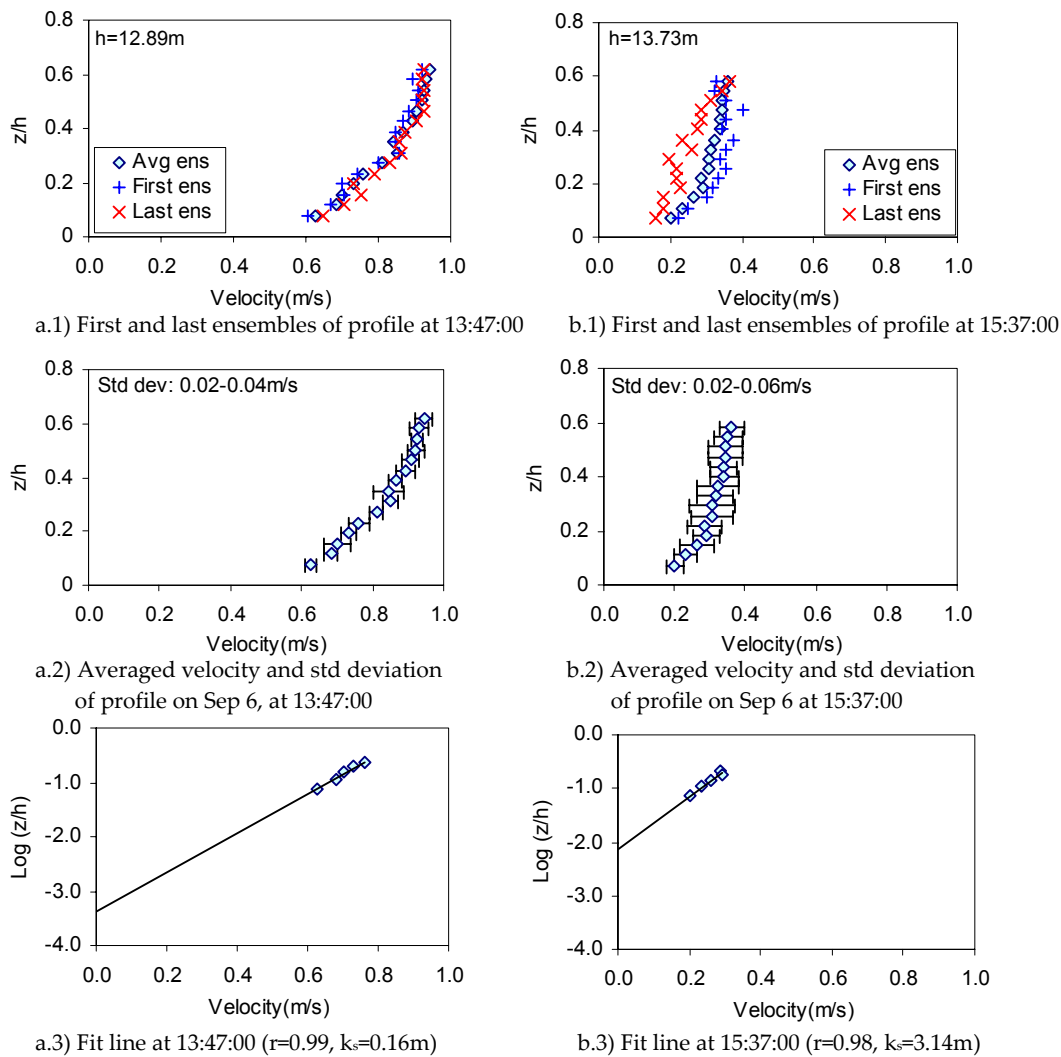 h=12.89m
0.8
0.6
0.4
0.2
0
z/h
Avg ens
First ens
Last ens
0.0 0.2 0.4 0.6 0.8 1.0
Velocity(m/s)
a.1) First and last ensembles of profile at 13:47:00
h=13.73m
0.8
0.6
0.4
0.2
0
z/h
Avg ens
First ens
Last ens
0.0 0.2 0.4 0.6 0.8 1.0
Velocity(m/s)
b.1) First and last ensembles of profile at 15:37:00
Std dev: 0.02-0.04m/s
0.8
0.6
0.4
0.2
0
z/h
0.0 0.2 0.4 0.6 0.8 1.0
Velocity(m/s)
a.2) Averaged velocity and std deviation
of profile on Sep 6, at 13:47:00
Std dev: 0.02-0.06m/s
0.8
0.6
0.4
0.2
0
z/h
0.0 0.2 0.4 0.6 0.8 1.0
Velocity(m/s)
b.2) Averaged velocity and std deviation
of profile on Sep 6 at 15:37:00
0.0
-1.0
-2.0
-3.0
-4.0
Log (z/h)
0.0 0.2 0.4 0.6 0.8 1.0
Velocity(m/s)
a.3) Fit line at 13:47:00 (r=0.99, ks=0.16m)
0.0
-1.0
-2.0
-3.0
-4.0
Log (z/h)
0.0 0.2 0.4 0.6 0.8 1.0
Velocity(m/s)
b.3) Fit line at 15:37:00 (r=0.98, ks=3.14m)